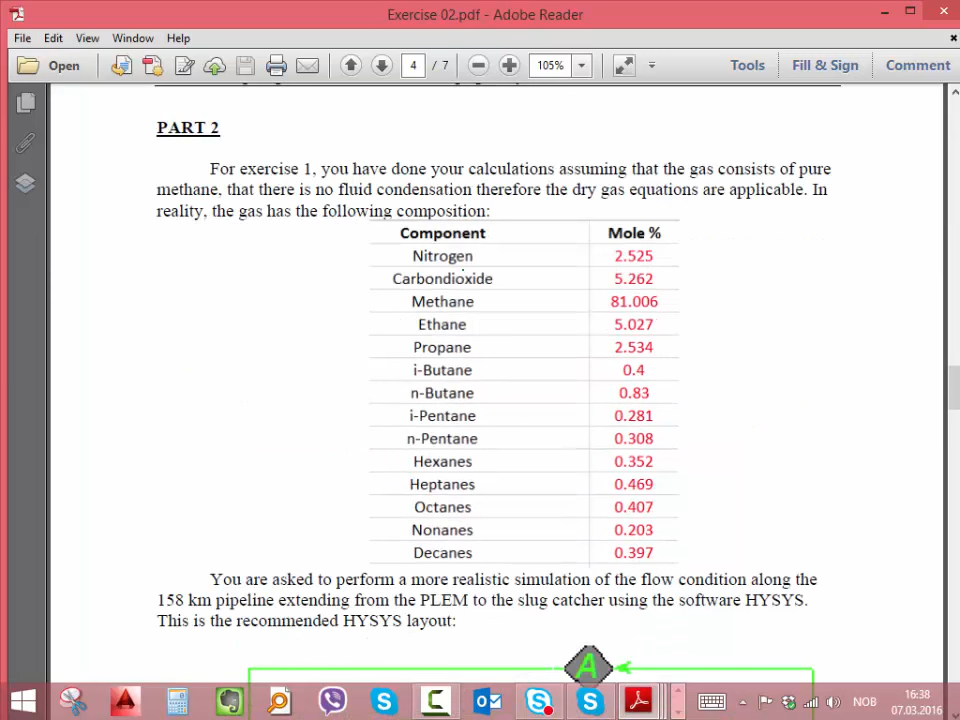 Exercise 02.pdf - Adobe Reader
File Edit View Window Help
Open 4 / 7 105% Tools Fill & Sign Comment
PART 2
For exercise 1, you have done your calculations assuming that the gas consists of pure
methane, that there is no fluid condensation therefore the dry gas equations are applicable. In
reality, the gas has the following composition:
Component Mole %
Nitrogen 2.525
Carbondioxide 5.262
Methane 81.006
Ethane 5.027
Propane 2.534
i-Butane 0.4
n-Butane 0.83
i-Pentane 0.281
n-Pentane 0.308
Hexanes 0.352
Heptanes 0.469
Octanes 0.407
Nonanes 0.203
Decanes 0.397
You are asked to perform a more realistic simulation of the flow condition along the
158 km pipeline extending from the PLEM to the slug catcher using the software HYSYS.
This is the recommended HYSYS layout:
A
NOB
16:38
07.03.2016